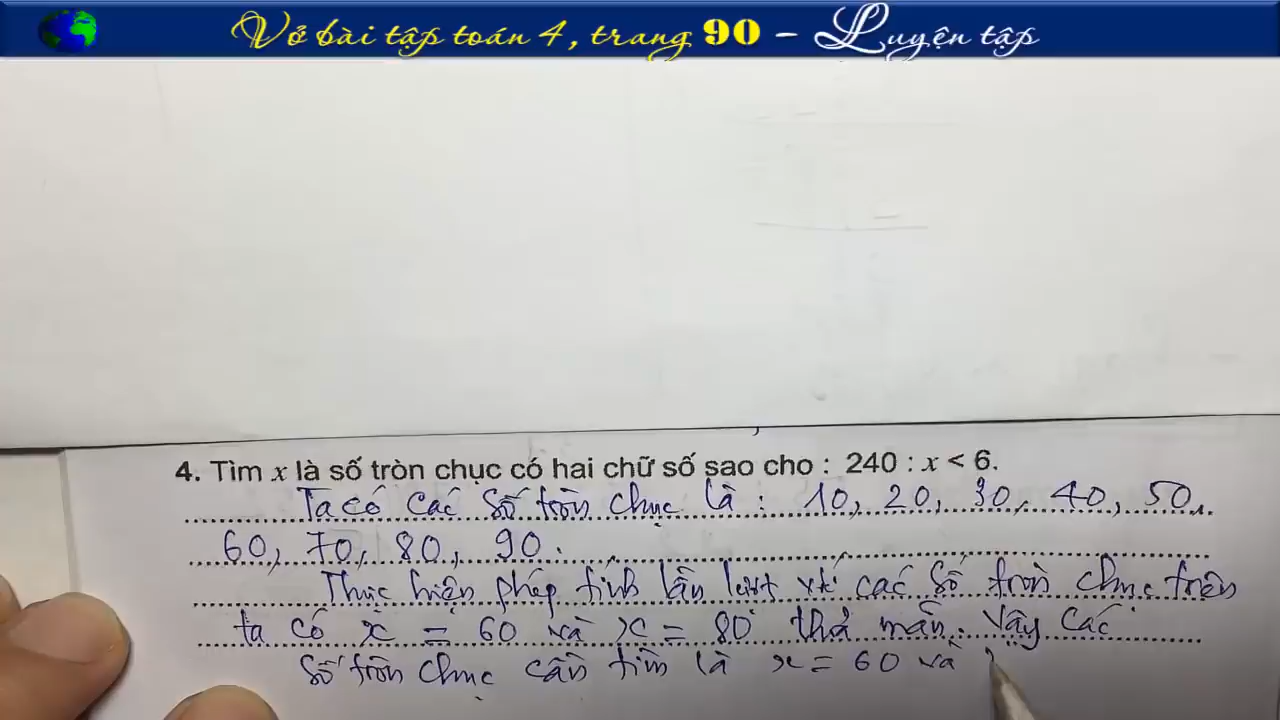 Vở bài tập toán 4, trang 90 – Luyện tập
4. Tìm x là số tròn chục có hai chữ số sao cho : 240 : x < 6.
Ta có các số tròn chục là : 10, 20, 30, 40, 50,
60, 70, 80, 90.
Thực hiện phép tính lần lượt với các số tròn chục trên
ta có x = 60 và x = 80 thỏa mãn. Vậy các
số tròn chục cần tìm là x = 60 và